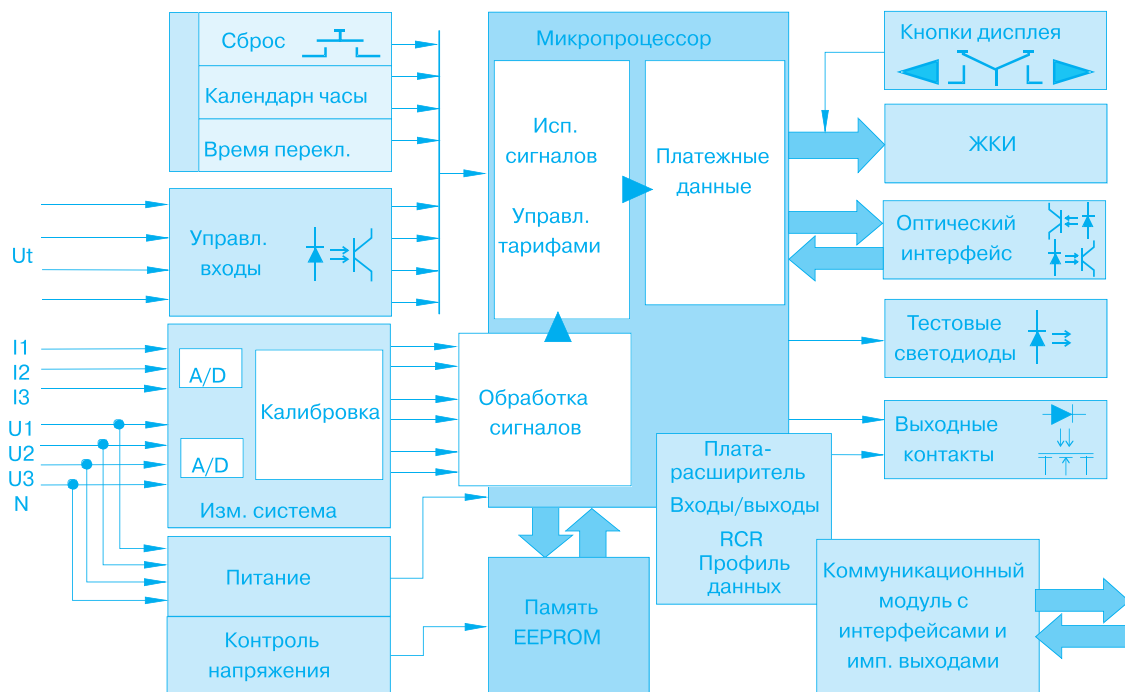 Сброс
Календарн часы
Время перекл.
Ut
Управл.
входы
I1
I2
I3
U1
U2
U3
N
A/D
A/D
Калибровка
Изм. система
Питание
Контроль
напряжения
Микропроцессор
Исп.
сигналов
Управл.
тарифами
Платежные
данные
Обработка
сигналов
Плата-
расширитель
Входы/выходы
RCR
Профиль
данных
Память
EEPROM
Кнопки дисплея
ЖКИ
Оптический
интерфейс
Тестовые
светодиоды
Выходные
контакты
Коммуникационный
модуль с
интерфейсами и
имп. выходами